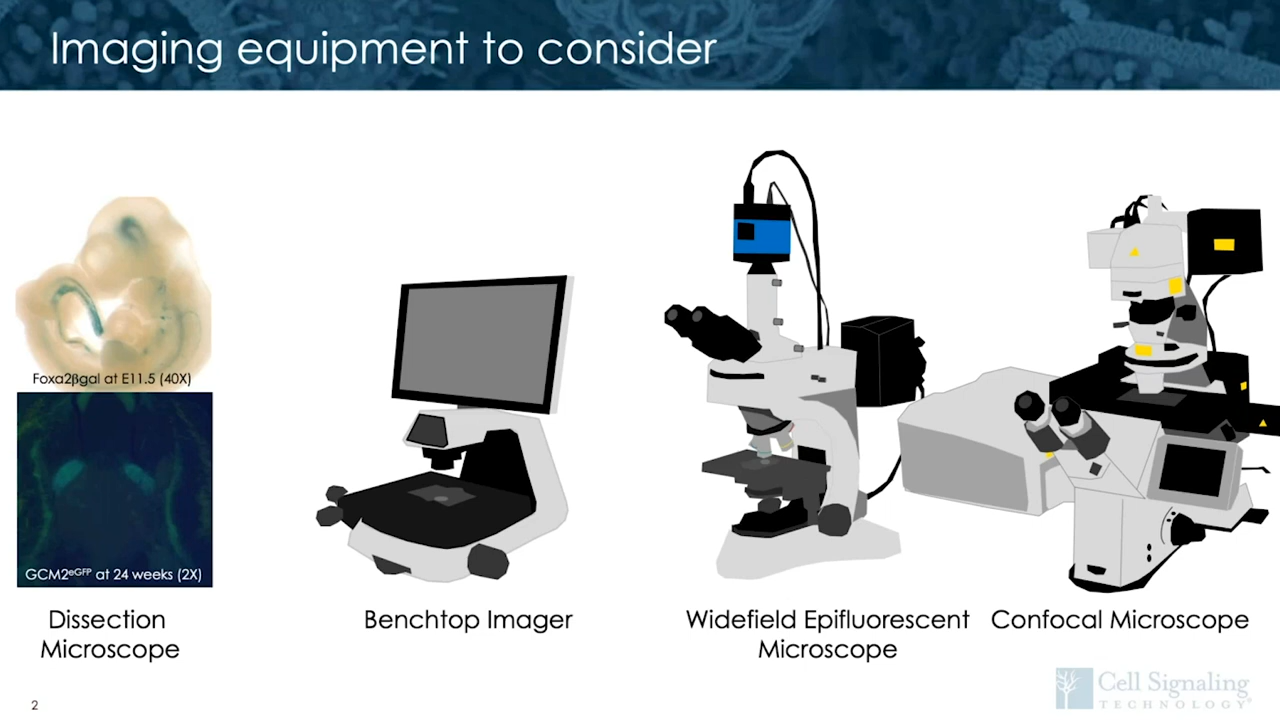 Imaging equipment to consider
Foxa2βgal at E11.5 (40X)
GCM2eGFP at 24 weeks (2X)
Dissection
Microscope
Benchtop Imager
Widefield Epifluorescent
Microscope
Confocal Microscope
2
Cell Signaling
TECHNOLOGY®